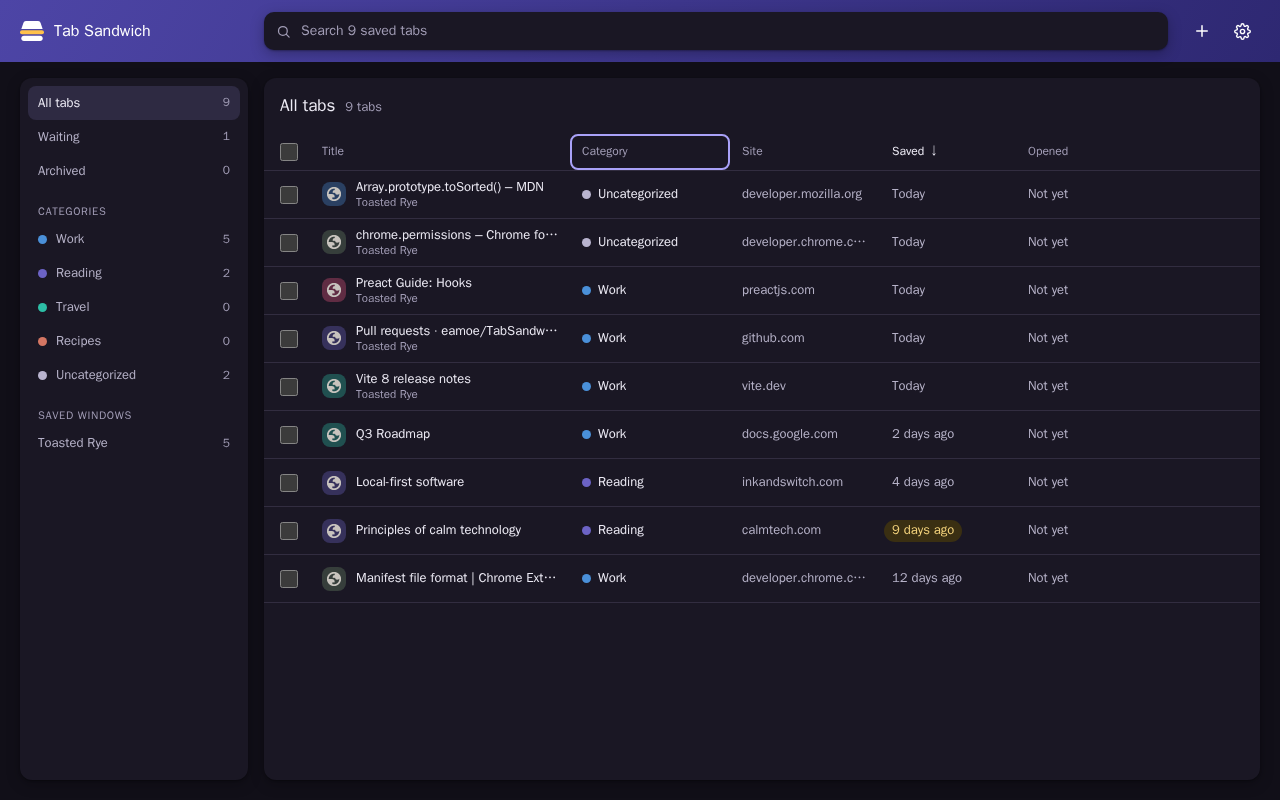 Tab Sandwich
Search 9 saved tabs
All tabs 9
Waiting 1
Archived 0
CATEGORIES
Work 5
Reading 2
Travel 0
Recipes 0
Uncategorized 2
SAVED WINDOWS
Toasted Rye 5
All tabs 9 tabs
Title Category Site Saved ↓ Opened
Array.prototype.toSorted() – MDN Uncategorized developer.mozilla.org Today Not yet
Toasted Rye
chrome.permissions – Chrome fo··· Uncategorized developer.chrome.c··· Today Not yet
Toasted Rye
Preact Guide: Hooks Work preactjs.com Today Not yet
Toasted Rye
Pull requests · eamoe/TabSandw··· Work github.com Today Not yet
Toasted Rye
Vite 8 release notes Work vite.dev Today Not yet
Toasted Rye
Q3 Roadmap Work docs.google.com 2 days ago Not yet
Local-first software Reading inkandswitch.com 4 days ago Not yet
Principles of calm technology Reading calmtech.com 9 days ago Not yet
Manifest file format | Chrome Ext··· Work developer.chrome.c··· 12 days ago Not yet